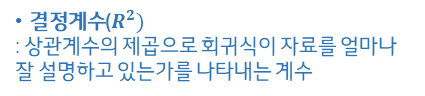 • 결정계수(R²)
: 상관계수의 제곱으로 회귀식이 자료를 얼마나
잘 설명하고 있는가를 나타내는 계수